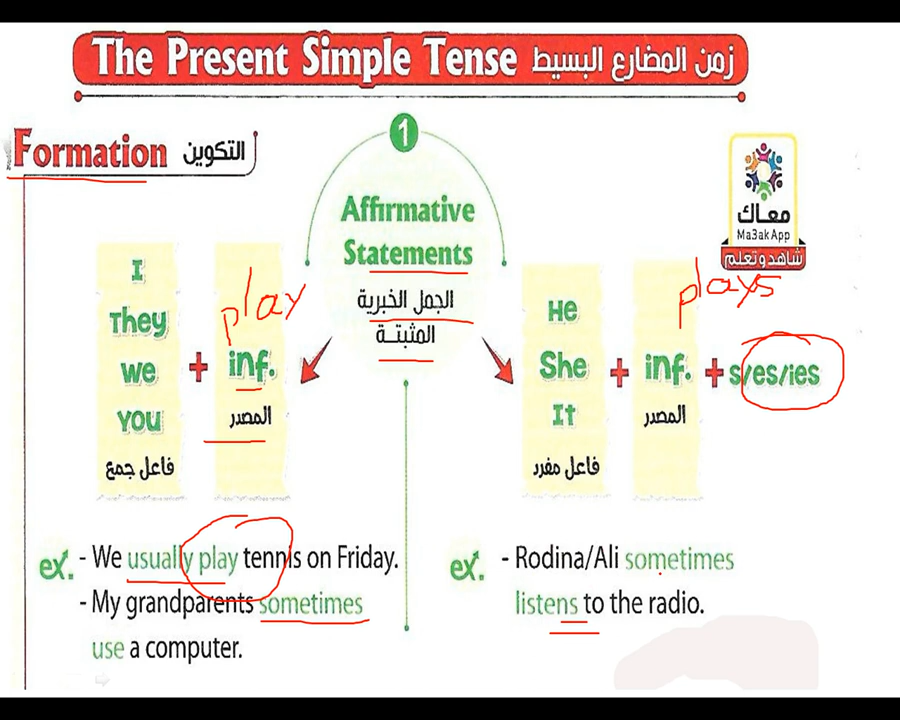 The Present Simple Tense زمن المضارع البسيط
Formation التكوين
1
Affirmative
Statements
الجمل الخبرية
المثبتة
معاك
Ma3ak App
شاهد وتعلم
I
They
we
you
فاعل جمع
+
play
inf.
المصدر
He
She
It
فاعل مفرد
+
plays
inf.
المصدر
+ s/es/ies
ex. - We usually play tennis on Friday.
- My grandparents sometimes
use a computer.
ex. - Rodina/Ali sometimes
listens to the radio.